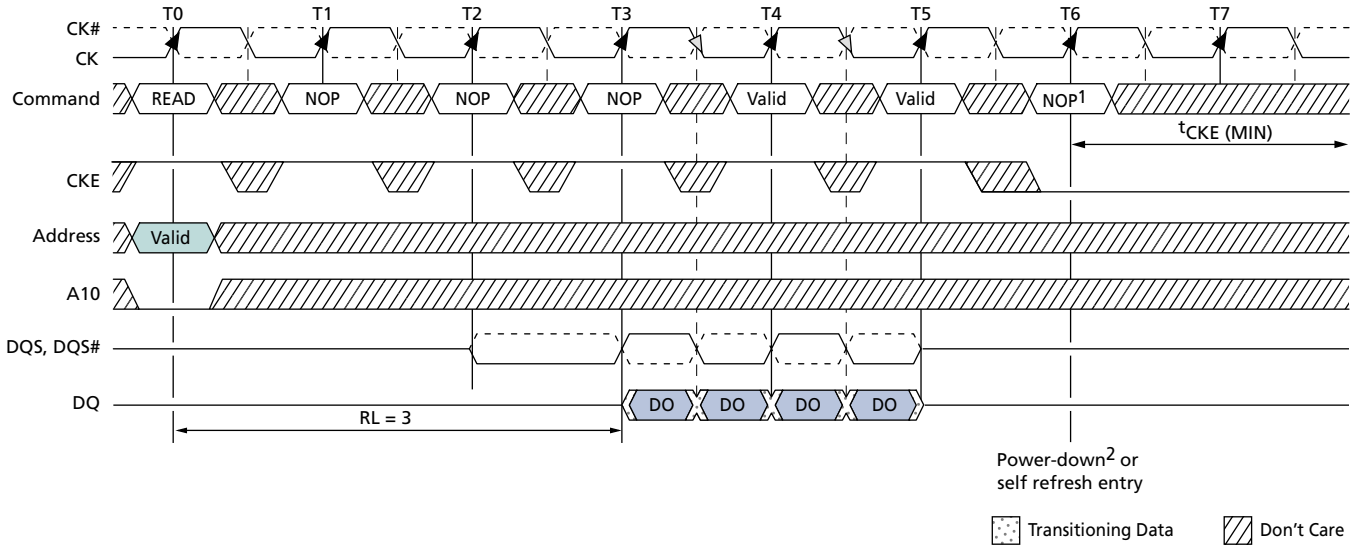 T0 T1 T2 T3 T4 T5 T6 T7
CK#
CK
Command READ NOP NOP NOP Valid Valid NOP1
tCKE (MIN)
CKE
Address Valid
A10
DQS, DQS#
DQ DO DO DO DO
RL = 3
Power-down2 or
self refresh entry
Transitioning Data Don't Care